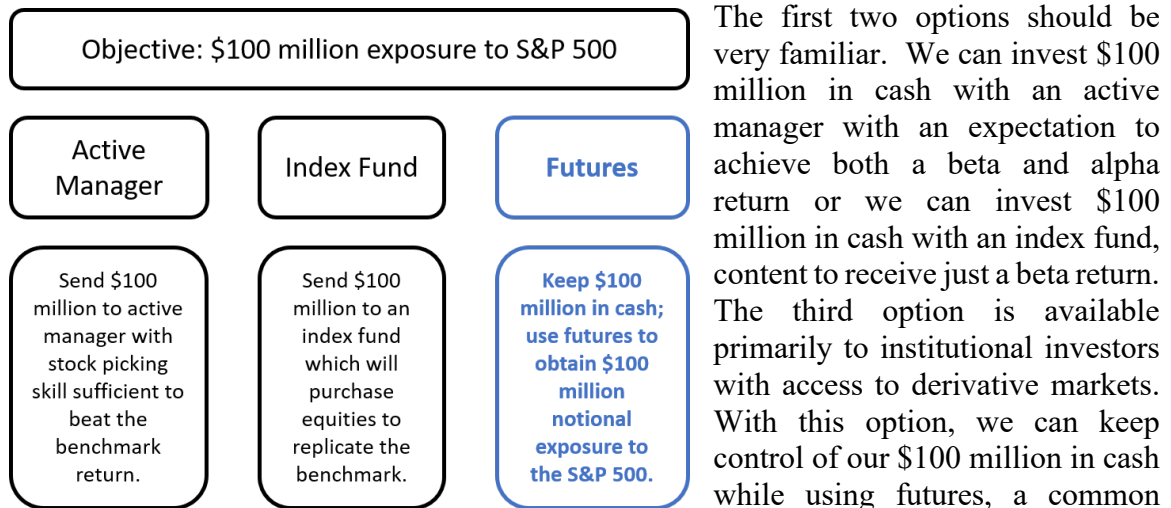 Objective: $100 million exposure to S&P 500
Active
Manager
Index Fund
Futures
Send $100
million to active
manager with
stock picking
skill sufficient to
beat the
benchmark
return.
Send $100
million to an
index fund
which will
purchase
equities to
replicate the
benchmark.
Keep $100
million in cash;
use futures to
obtain $100
million
notional
exposure to
the S&P 500.
The first two options should be
very familiar. We can invest $100
million in cash with an active
manager with an expectation to
achieve both a beta and alpha
return or we can invest $100
million in cash with an index fund,
content to receive just a beta return.
The third option is available
primarily to institutional investors
with access to derivative markets.
With this option, we can keep
control of our $100 million in cash
while using futures, a common